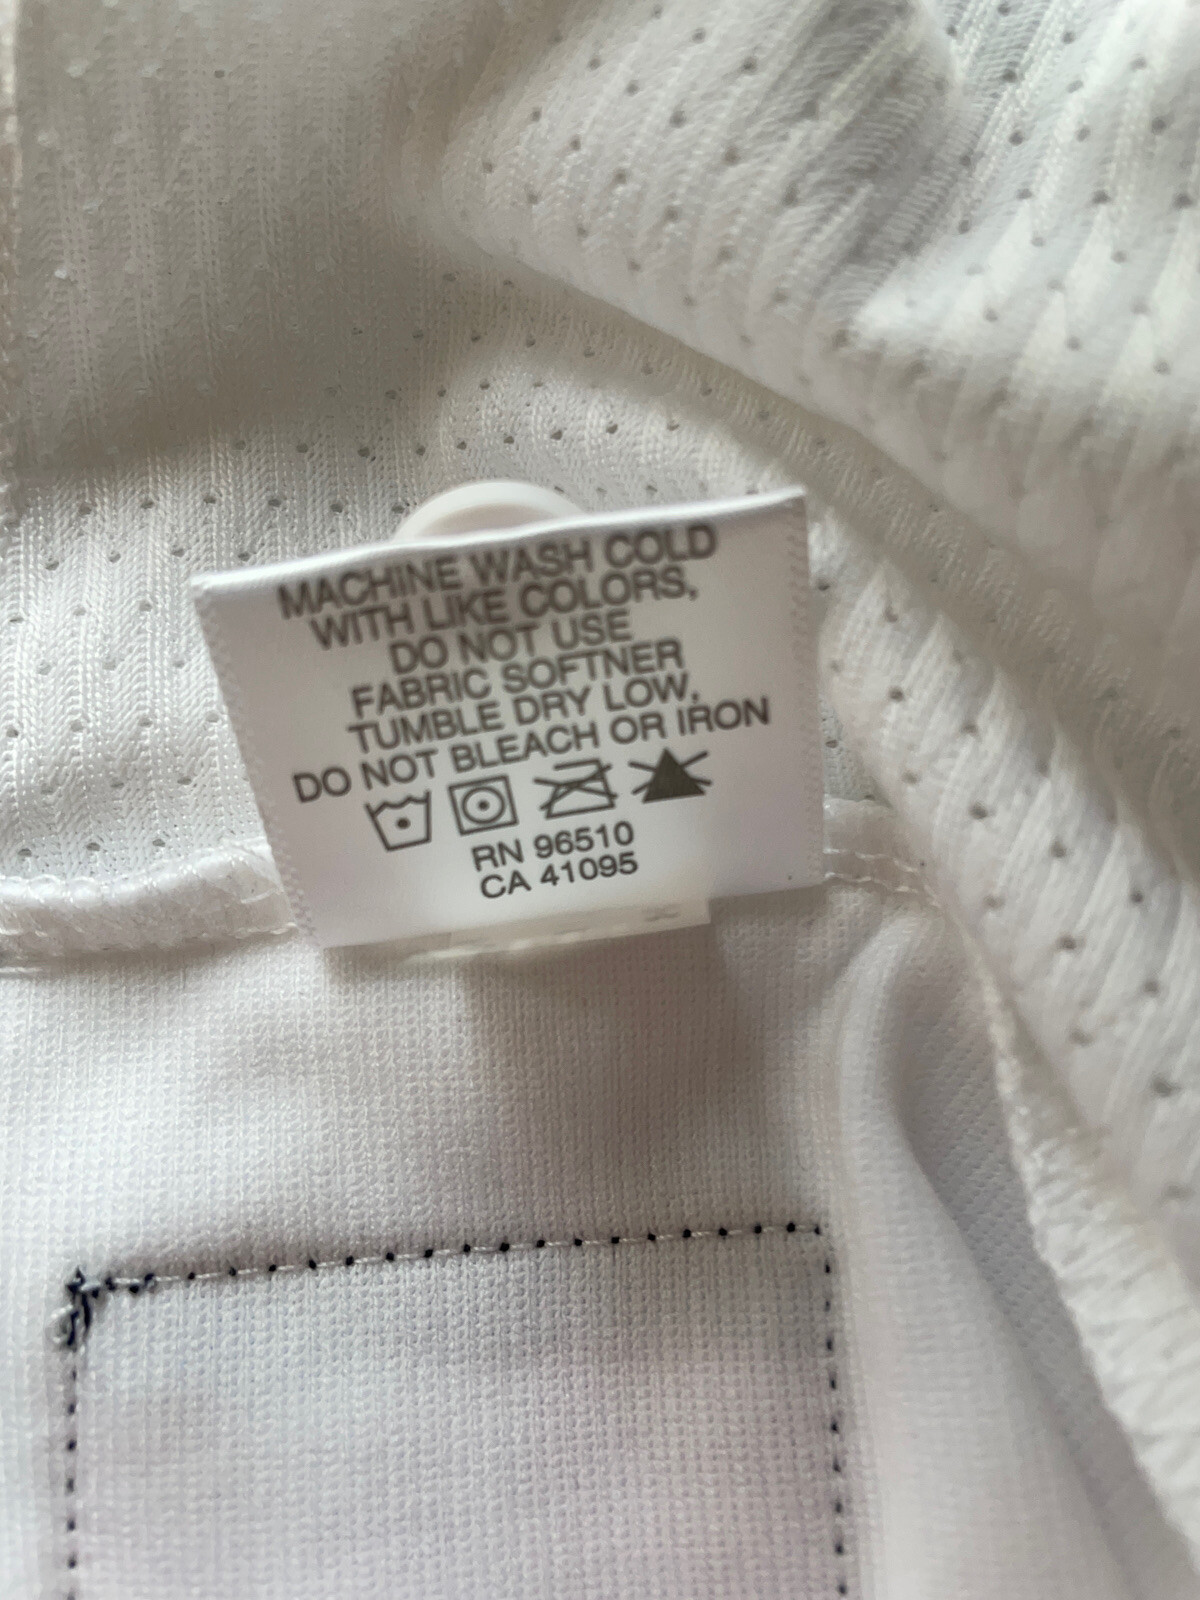 MACHINE WASH COLD
WITH LIKE COLORS,
DO NOT USE
FABRIC SOFTNER
TUMBLE DRY LOW,
DO NOT BLEACH OR IRON
RN 96510
CA 41095